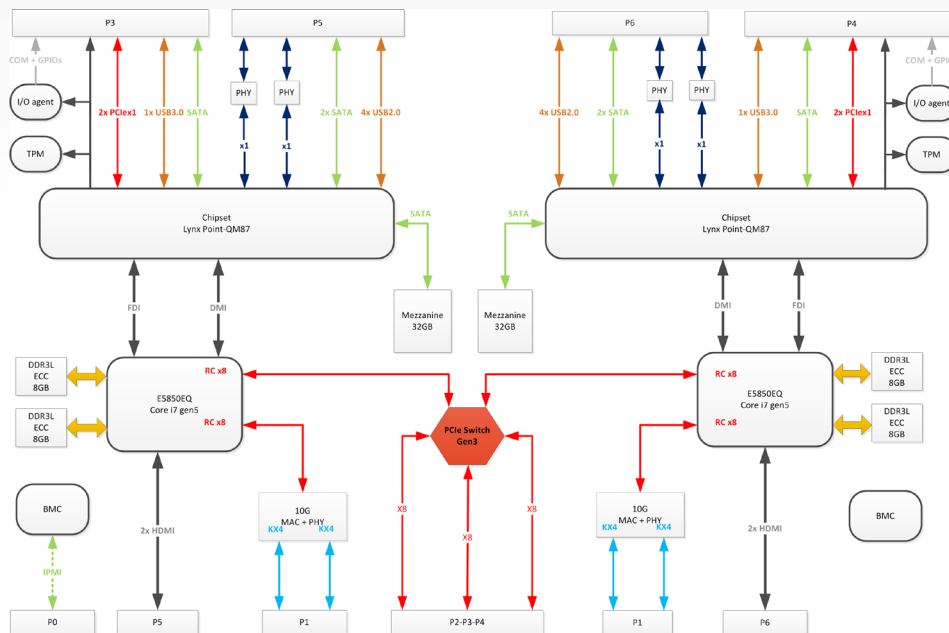 P3
P5
P6
P4
COM + GPIOs
COM + GPIOs
PHY
PHY
PHY
PHY
I/O agent
2x PCIex1
1x USB3.0
SATA
2x SATA
4x USB2.0
4x USB2.0
2x SATA
1x USB3.0
SATA
2x PCIex1
I/O agent
TPM
x1
x1
x1
x1
TPM
Chipset
Lynx Point-QM87
SATA
SATA
Chipset
Lynx Point-QM87
FDI
DMI
Mezzanine
32GB
Mezzanine
32GB
DMI
FDI
DDR3L
ECC
8GB
RC x8
E5850EQ
Core i7 gen5
RC x8
DDR3L
ECC
8GB
PCIe Switch
Gen3
RC x8
E5850EQ
Core i7 gen5
RC x8
DDR3L
ECC
8GB
DDR3L
ECC
8GB
BMC
2x HDMI
10G
MAC + PHY
KX4
KX4
X8
X8
X8
10G
MAC + PHY
KX4
KX4
2x HDMI
BMC
IPMI
P0
P5
P1
P2-P3-P4
P1
P6